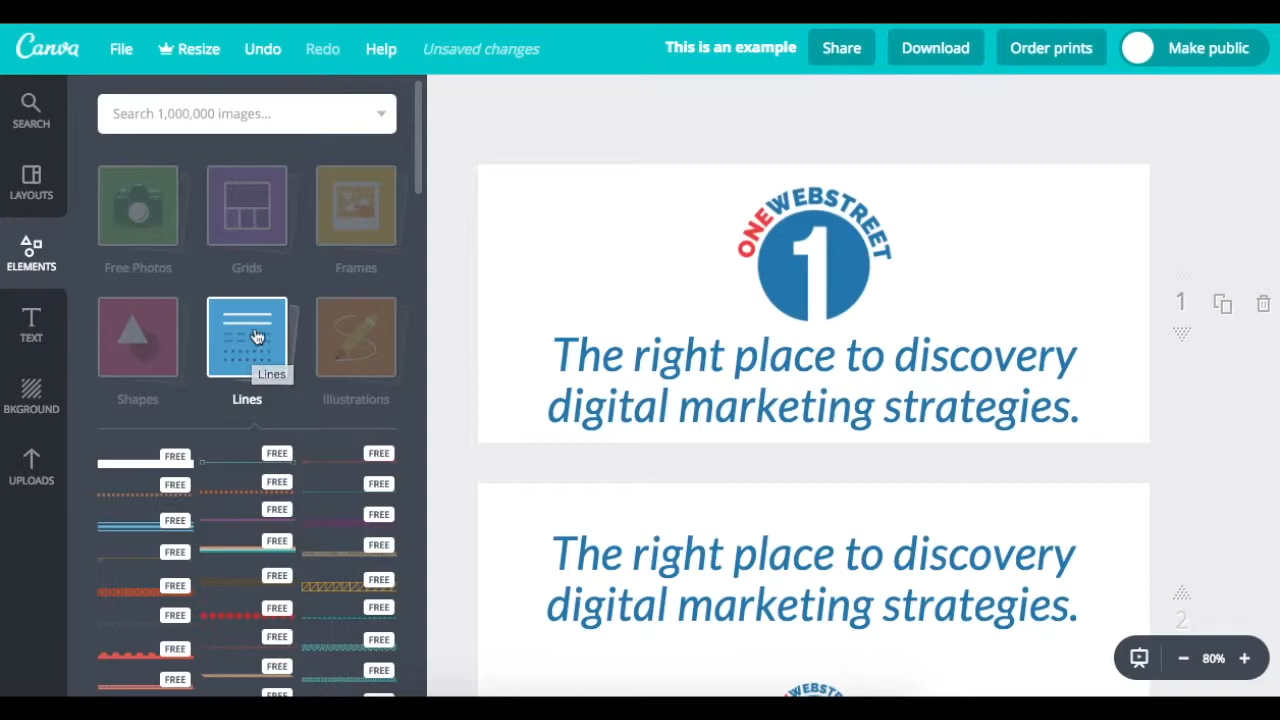 Canva File Resize Undo Redo Help Unsaved changes This is an example Share Download Order prints Make public
SEARCH
LAYOUTS
ELEMENTS
TEXT
BKGROUND
UPLOADS
Search 1,000,000 images...
Free Photos Grids Frames
Lines
Shapes Lines Illustrations
FREE FREE FREE
FREE FREE FREE
FREE FREE FREE
FREE FREE FREE
FREE FREE FREE
FREE FREE FREE
FREE FREE FREE
FREE FREE FREE
ONEWEBSTREET
1
The right place to discovery
digital marketing strategies.
1
The right place to discovery
digital marketing strategies.
2
ONEWEBSTREET
80%